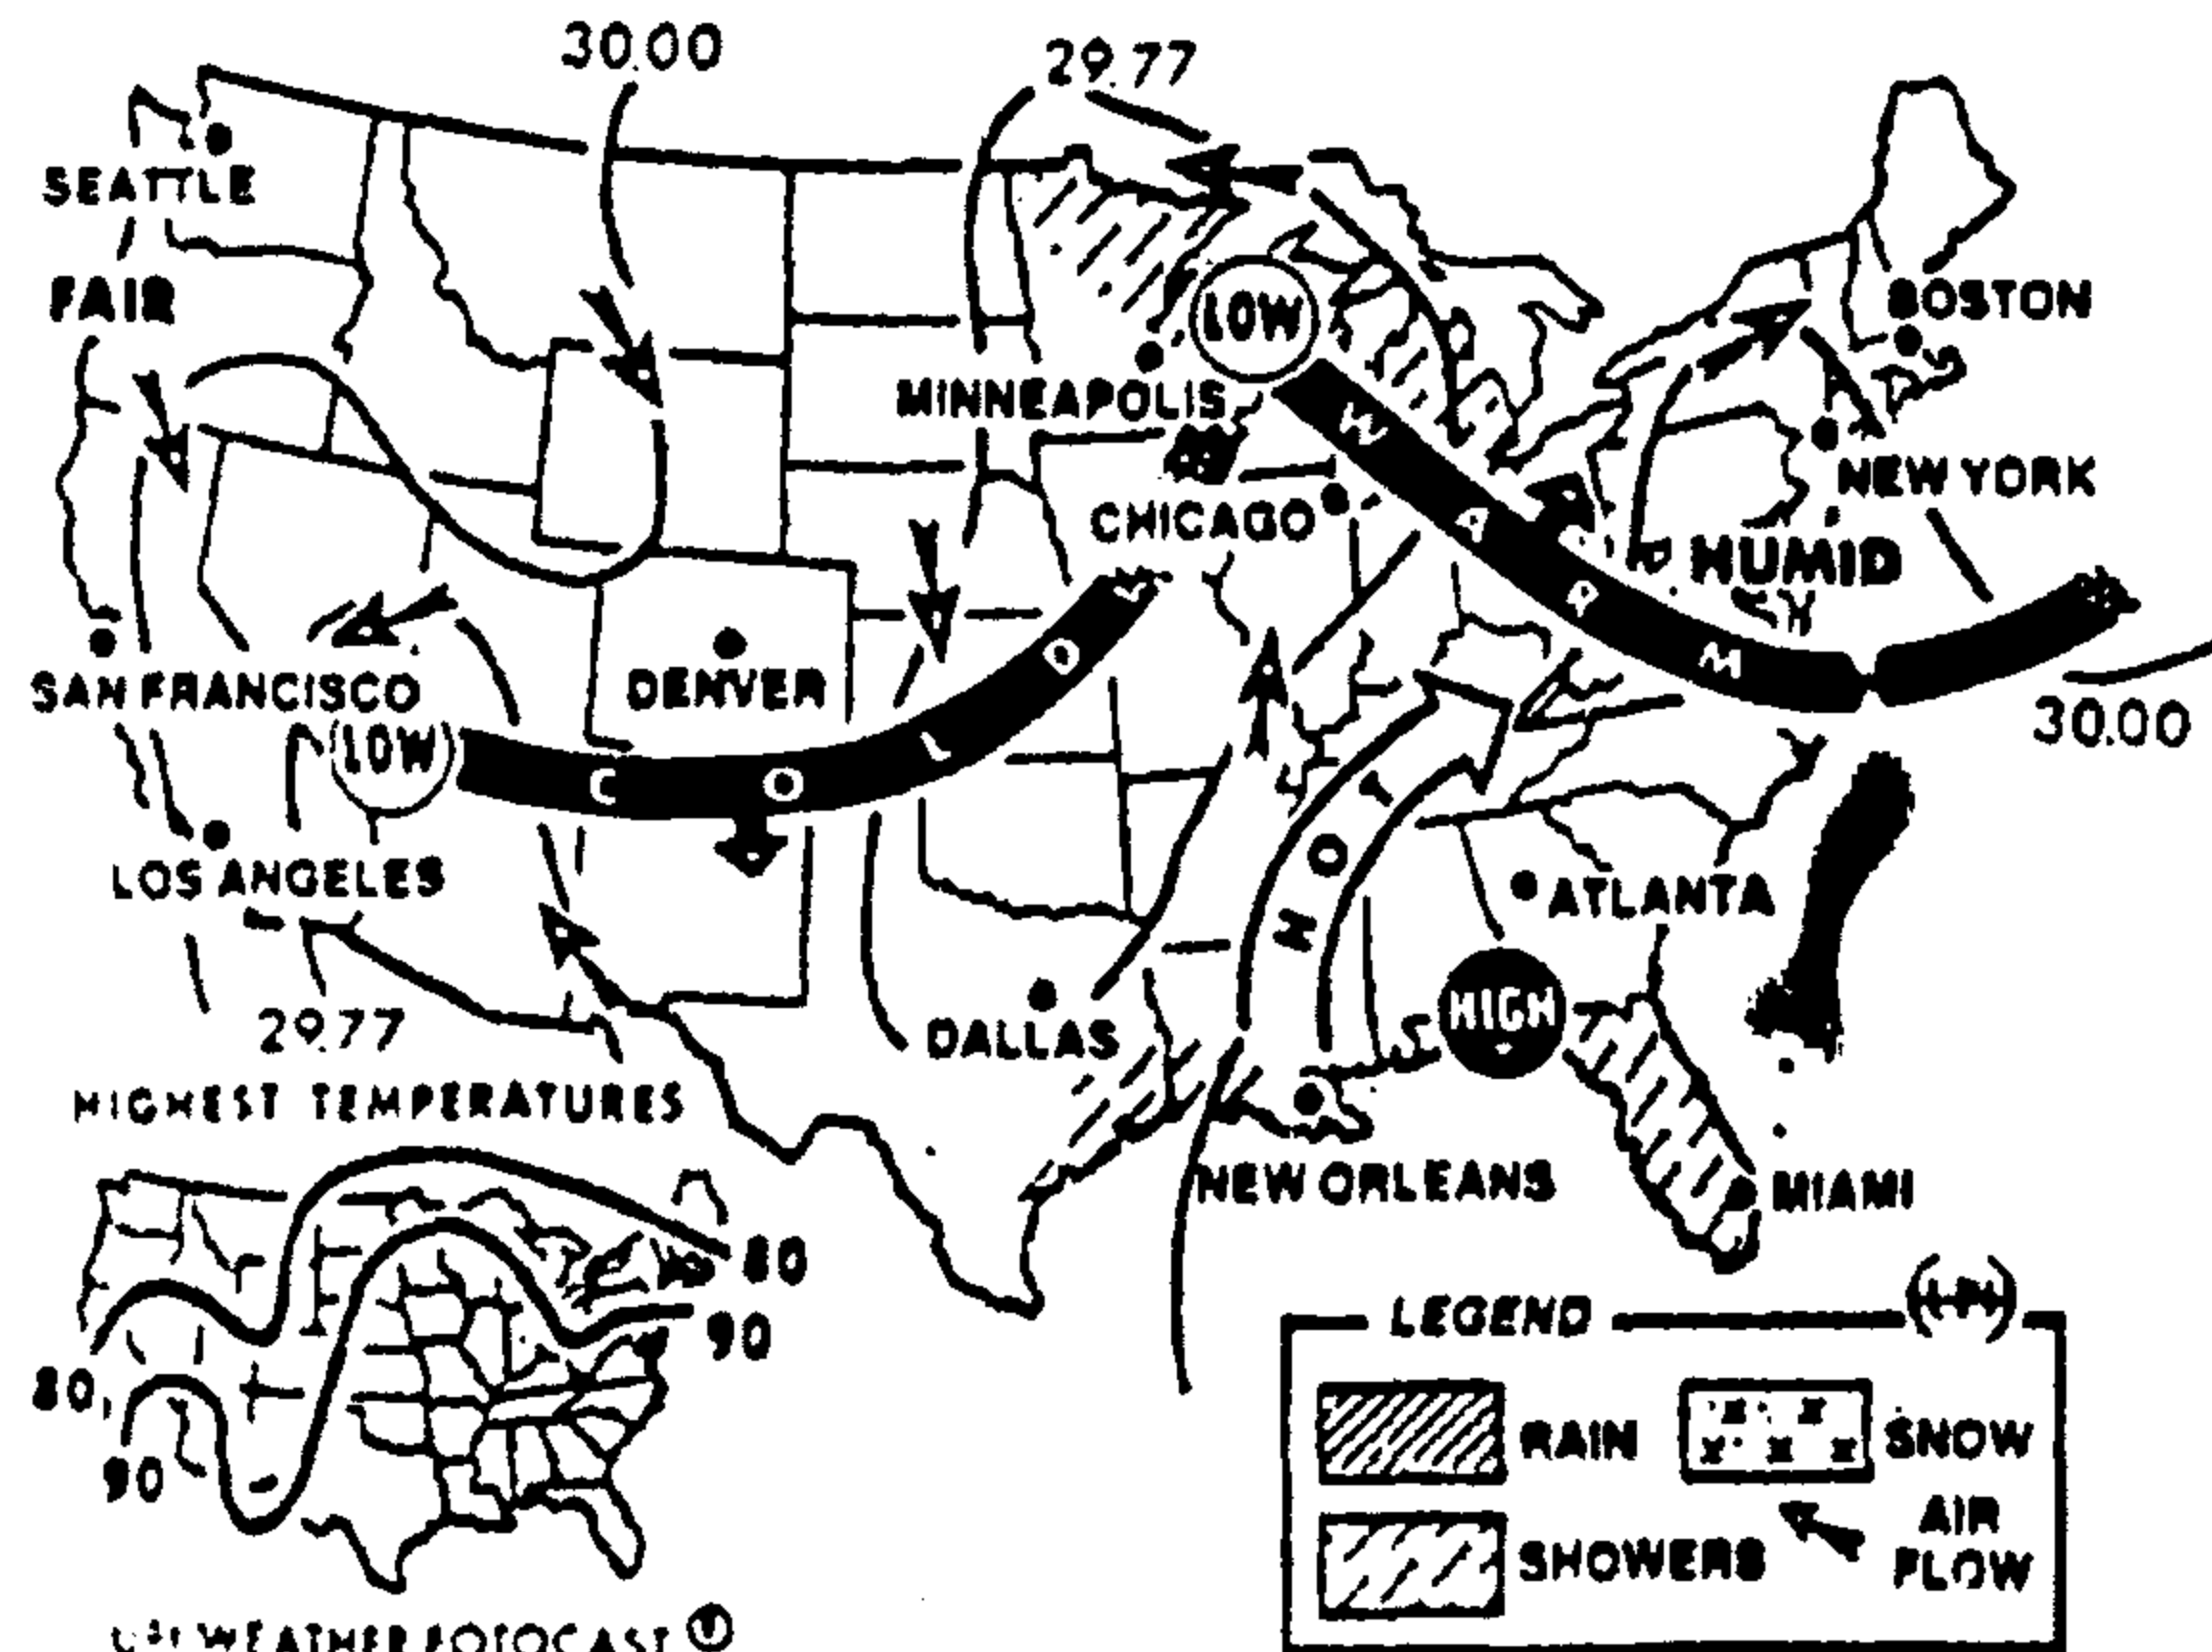 30.00
29.77
SEATTLE
FAIR
LOW
BOSTON
MINNEAPOLIS
WARM
NEW YORK
CHICAGO
HUMID
DENVER
SAN FRANCISCO
LOW
COLD
30.00
HOT
LOS ANGELES
ATLANTA
HIGH
29.77
DALLAS
HIGHEST TEMPERATURES
NEW ORLEANS
MIAMI
80
90
80
90
LEGEND
RAIN
SNOW
SHOWERS
AIR
FLOW
WEATHER FOTOCAST